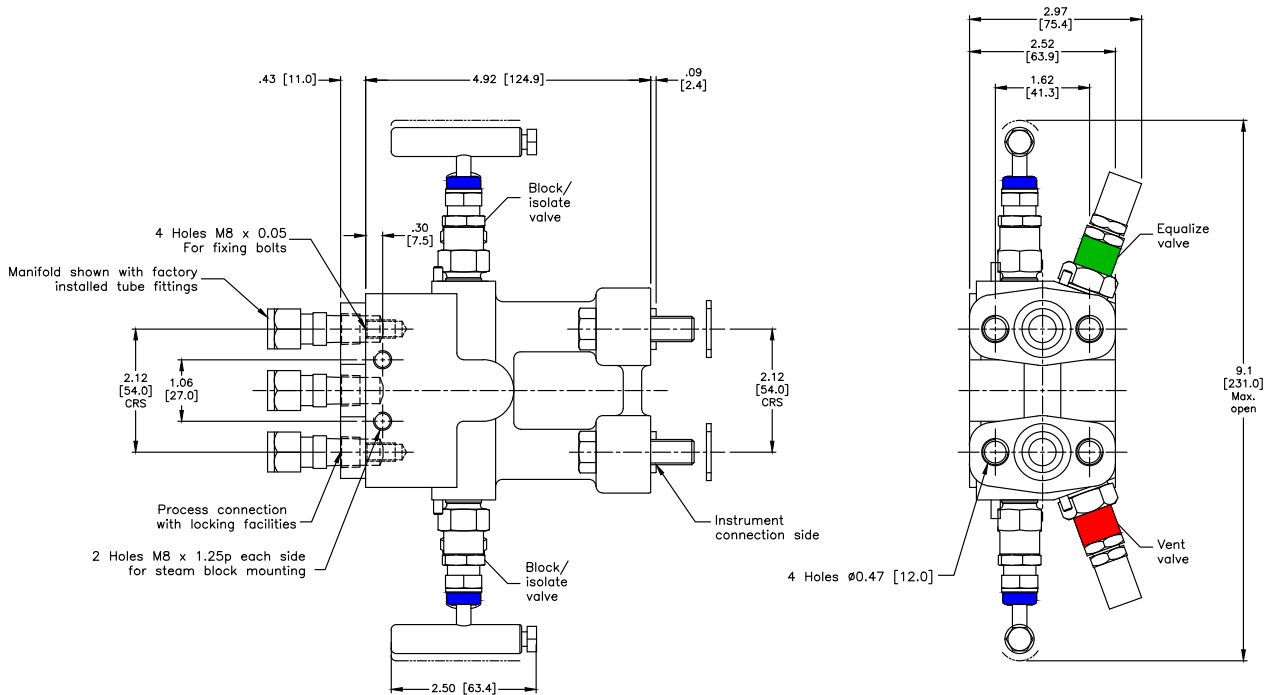 2.97
[75.4]
2.52
[63.9]
.43 [11.0]
4.92 [124.9]
.09
[2.4]
1.62
[41.3]
Block/
isolate
valve
4 Holes M8 x 0.05
For fixing bolts
.30
[7.5]
Equalize
valve
Manifold shown with factory
installed tube fittings
2.12
[54.0]
CRS
1.06
[27.0]
2.12
[54.0]
CRS
9.1
[231.0]
Max.
open
Process connection
with locking facilities
Instrument
connection side
2 Holes M8 x 1.25p each side
for steam block mounting
Block/
isolate
valve
4 Holes ø0.47 [12.0]
Vent
valve
2.50 [63.4]